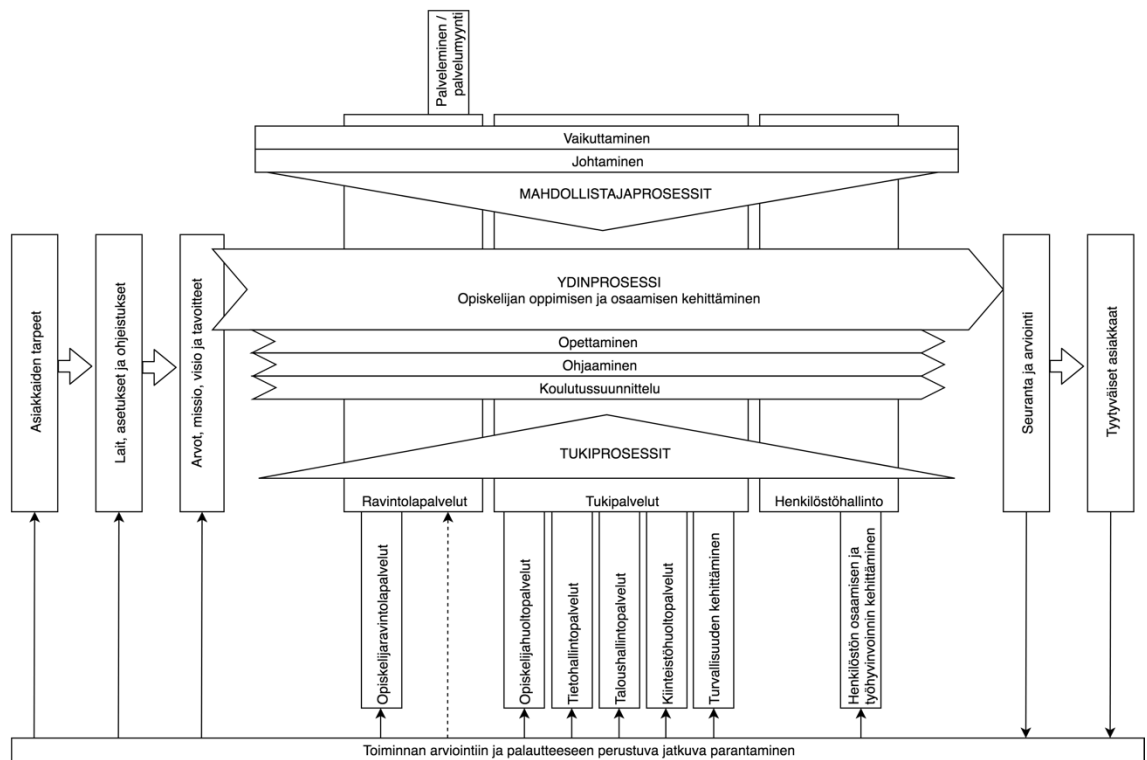 Palveleminen /
palvelumyynti
Vaikuttaminen
Johtaminen
MAHDOLLISTAJAPROSESSIT
Asiakkaiden tarpeet
Lait, asetukset ja ohjeistukset
Arvot, missio, visio ja tavoitteet
YDINPROSESSI
Opiskelijan oppimisen ja osaamisen kehittäminen
Opettaminen
Ohjaaminen
Koulutussuunnittelu
Seuranta ja arviointi
Tyytyväiset asiakkaat
TUKIPROSESSIT
Ravintolapalvelut
Tukipalvelut
Henkilöstöhallinto
Opiskelijaravintolapalvelut
Opiskelijahuoltopalvelut
Tietohallintopalvelut
Taloushallintopalvelut
Kiinteistöhuoltopalvelut
Turvallisuuden kehittäminen
Henkilöstön osaamisen ja
työhyvinvoinnin kehittäminen
Toiminnan arviointiin ja palautteeseen perustuva jatkuva parantaminen